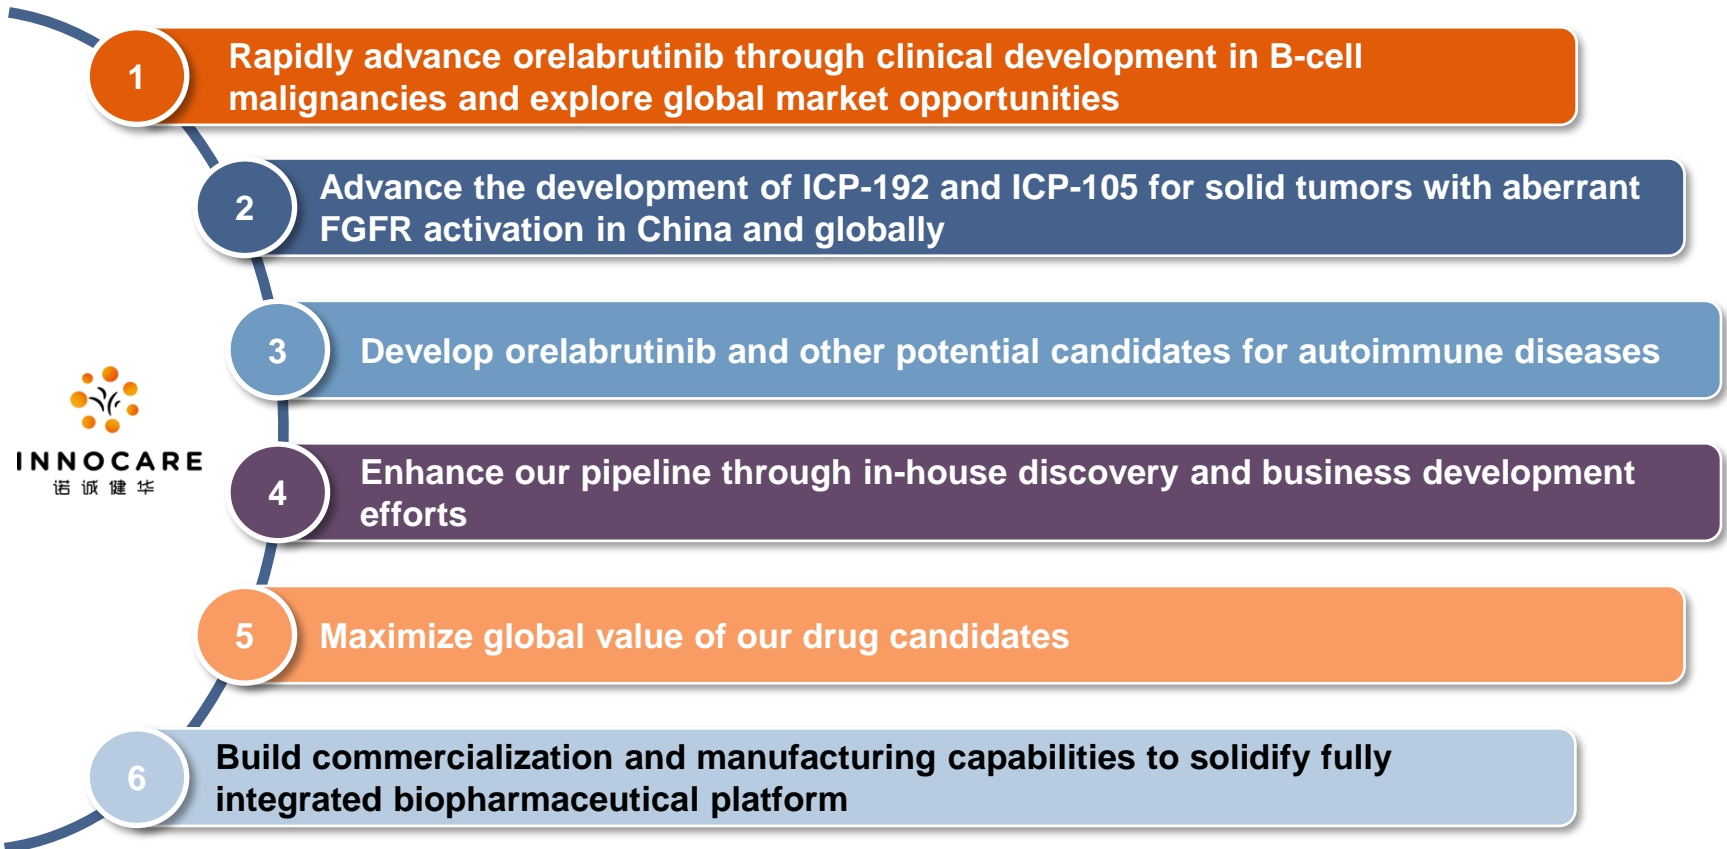 1
Rapidly advance orelabrutinib through clinical development in B-cell
malignancies and explore global market opportunities
2
Advance the development of ICP-192 and ICP-105 for solid tumors with aberrant
FGFR activation in China and globally
3
Develop orelabrutinib and other potential candidates for autoimmune diseases
INNOCARE
诺诚健华
4
Enhance our pipeline through in-house discovery and business development
efforts
5
Maximize global value of our drug candidates
6
Build commercialization and manufacturing capabilities to solidify fully
integrated biopharmaceutical platform